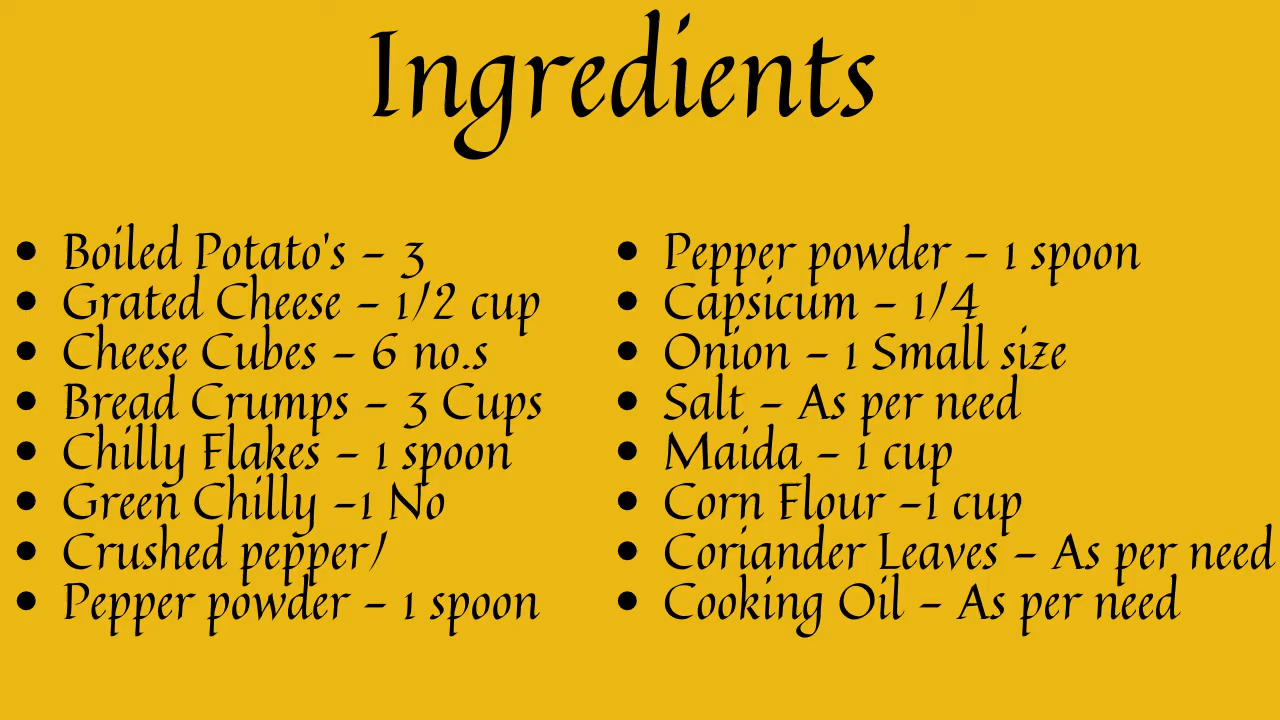 Ingredients
Boiled Potato's - 3
Grated Cheese - 1/2 cup
Cheese Cubes - 6 no.s
Bread Crumps - 3 Cups
Chilly Flakes - 1 spoon
Green Chilly -1 No
Crushed pepper/
Pepper powder - 1 spoon
Pepper powder - 1 spoon
Capsicum - 1/4
Onion - 1 Small size
Salt - As per need
Maida - 1 cup
Corn Flour -1 cup
Coriander Leaves - As per need
Cooking Oil - As per need